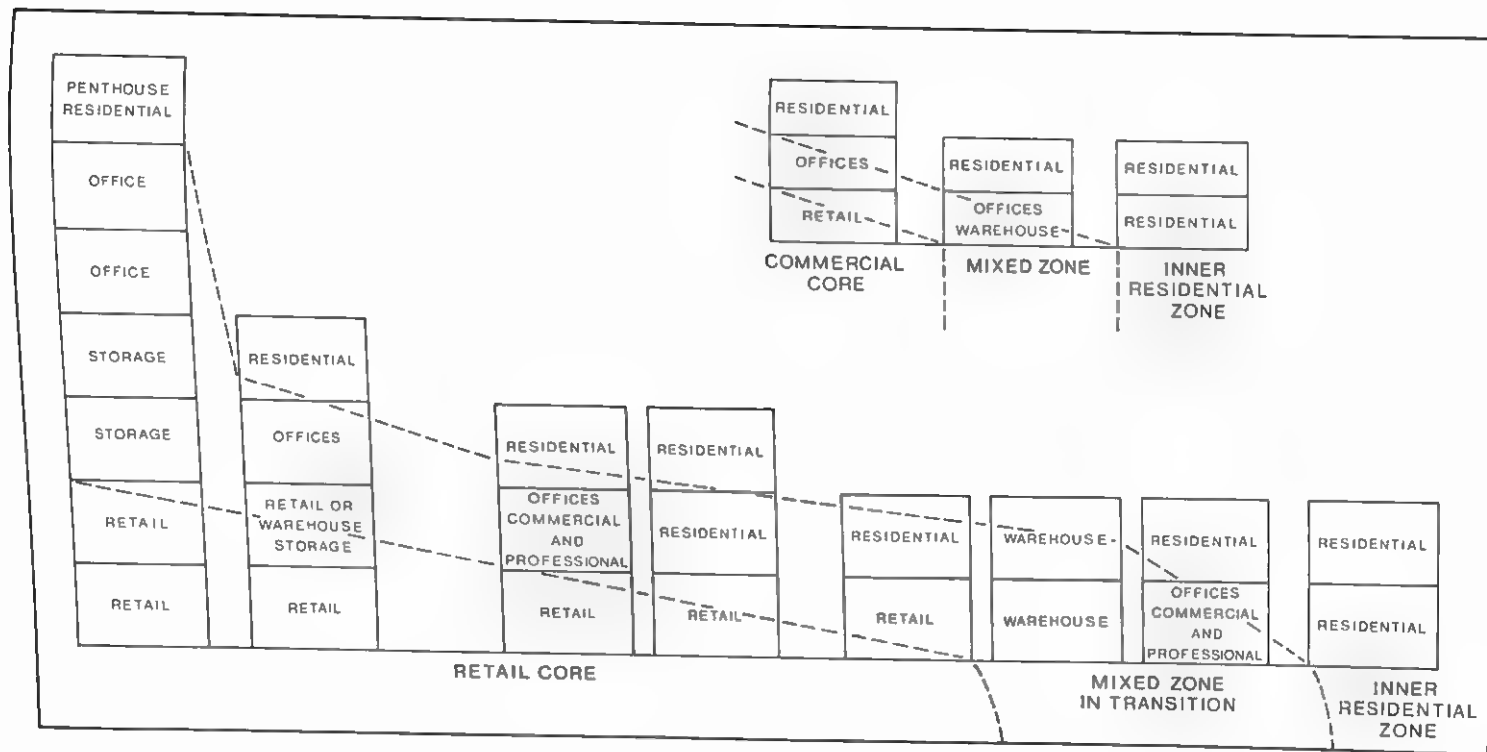 PENTHOUSE
RESIDENTIAL
OFFICE
OFFICE
STORAGE
STORAGE
RETAIL
RETAIL
RESIDENTIAL
OFFICES
RETAIL OR
WAREHOUSE
STORAGE
RETAIL
RESIDENTIAL
OFFICES
COMMERCIAL
AND
PROFESSIONAL
RETAIL
RESIDENTIAL
RESIDENTIAL
RETAIL
RESIDENTIAL
RETAIL
WAREHOUSE
WAREHOUSE
RESIDENTIAL
OFFICES
COMMERCIAL
AND
PROFESSIONAL
RESIDENTIAL
RESIDENTIAL
RETAIL CORE
MIXED ZONE
IN TRANSITION
INNER
RESIDENTIAL
ZONE
RESIDENTIAL
OFFICES
RETAIL
COMMERCIAL
CORE
RESIDENTIAL
OFFICES
WAREHOUSE
MIXED ZONE
RESIDENTIAL
RESIDENTIAL
INNER
RESIDENTIAL
ZONE